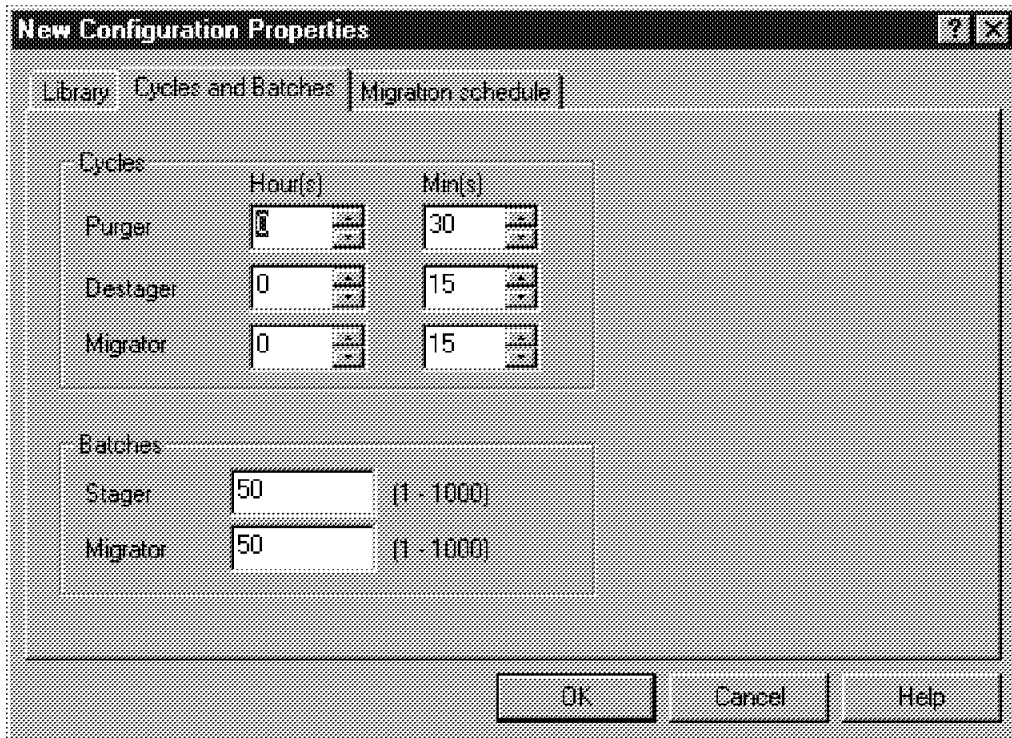 New Configuration Properties
Library Cycles and Batches Migration schedule
Cycles
Hour(s) Min(s)
Purger 0 30
Destager 0 15
Migrator 0 15
Batches
Stager 50 (1 - 1000)
Migrator 50 (1 - 1000)
OK Cancel Help